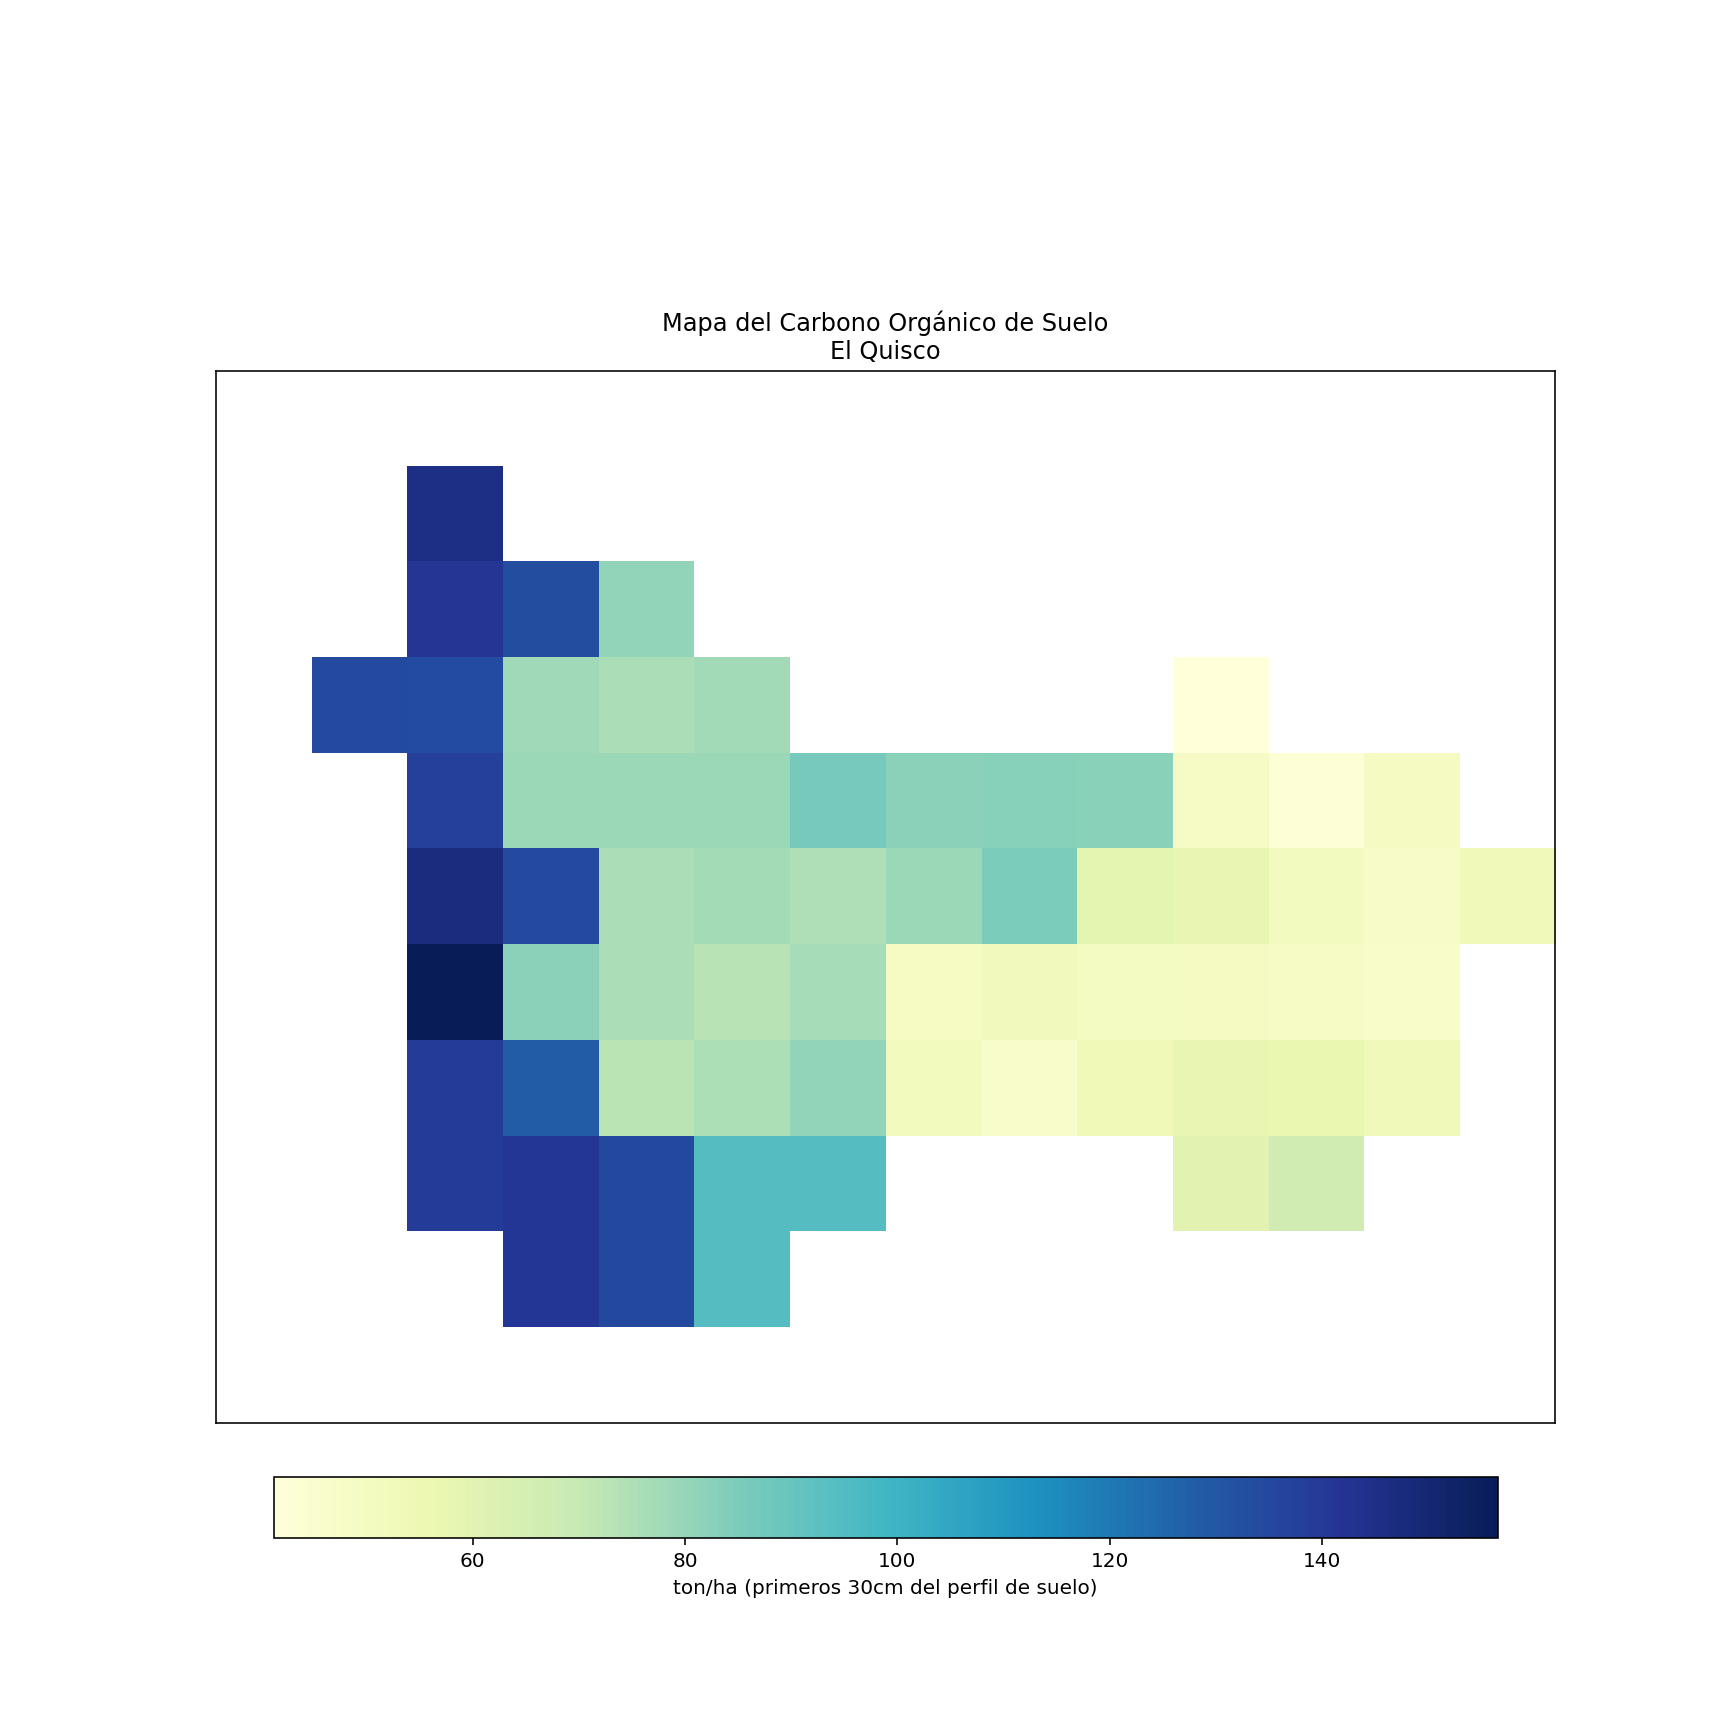 Mapa del Carbono Orgánico de Suelo
El Quisco
60 80 100 120 140
ton/ha (primeros 30cm del perfil de suelo)